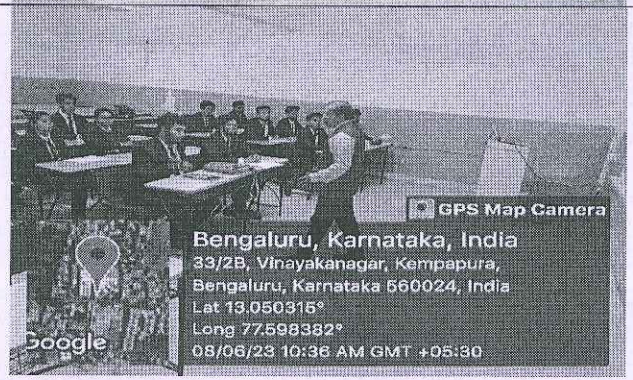 GPS Map Camera
Bengaluru, Karnataka, India
33/2B, Vinayakanagar, Kempapura,
Bengaluru, Karnataka 560024, India
Lat 13.050315°
Long 77.598382°
08/06/23 10:36 AM GMT +05:30
Google